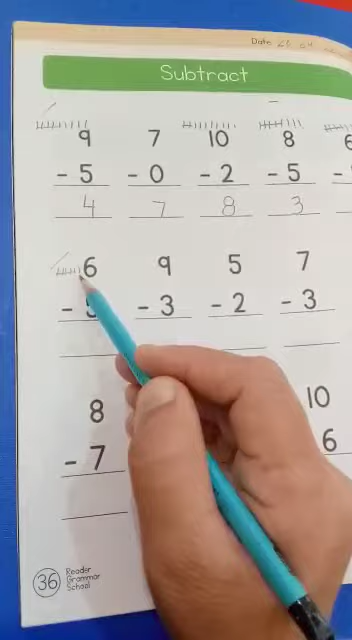 Date
Subtract
9 7 10 8 6
- 5 - 0 - 2 - 5 -
4 7 8 3
6 9 5 7
- - 3 - 2 - 3
8 10
- 7 6
36 Reader
Grammar
School